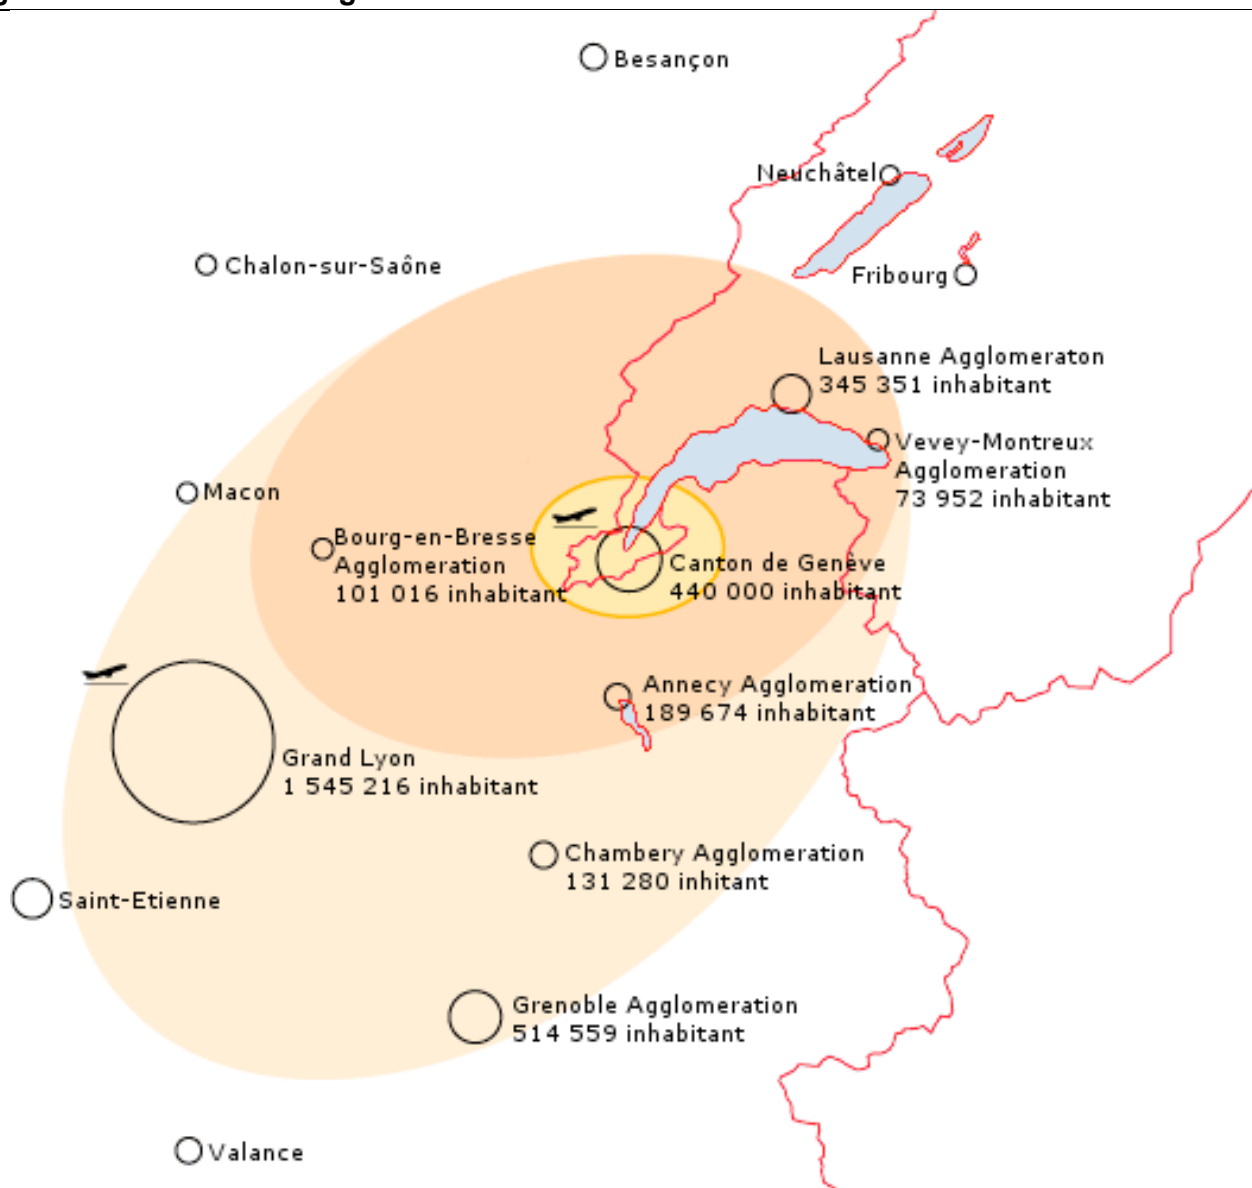 Besançon
Neuchâtel
Chalon-sur-Saône
Fribourg
Lausanne Agglomeraton
345 351 inhabitant
Vevey-Montreux
Agglomeration
73 952 inhabitant
Macon
Bourg-en-Bresse
Agglomeration
101 016 inhabitant
Canton de Genève
440 000 inhabitant
Annecy Agglomeration
189 674 inhabitant
Grand Lyon
1 545 216 inhabitant
Chambery Agglomeration
131 280 inhitant
Saint-Etienne
Grenoble Agglomeration
514 559 inhabitant
Valance